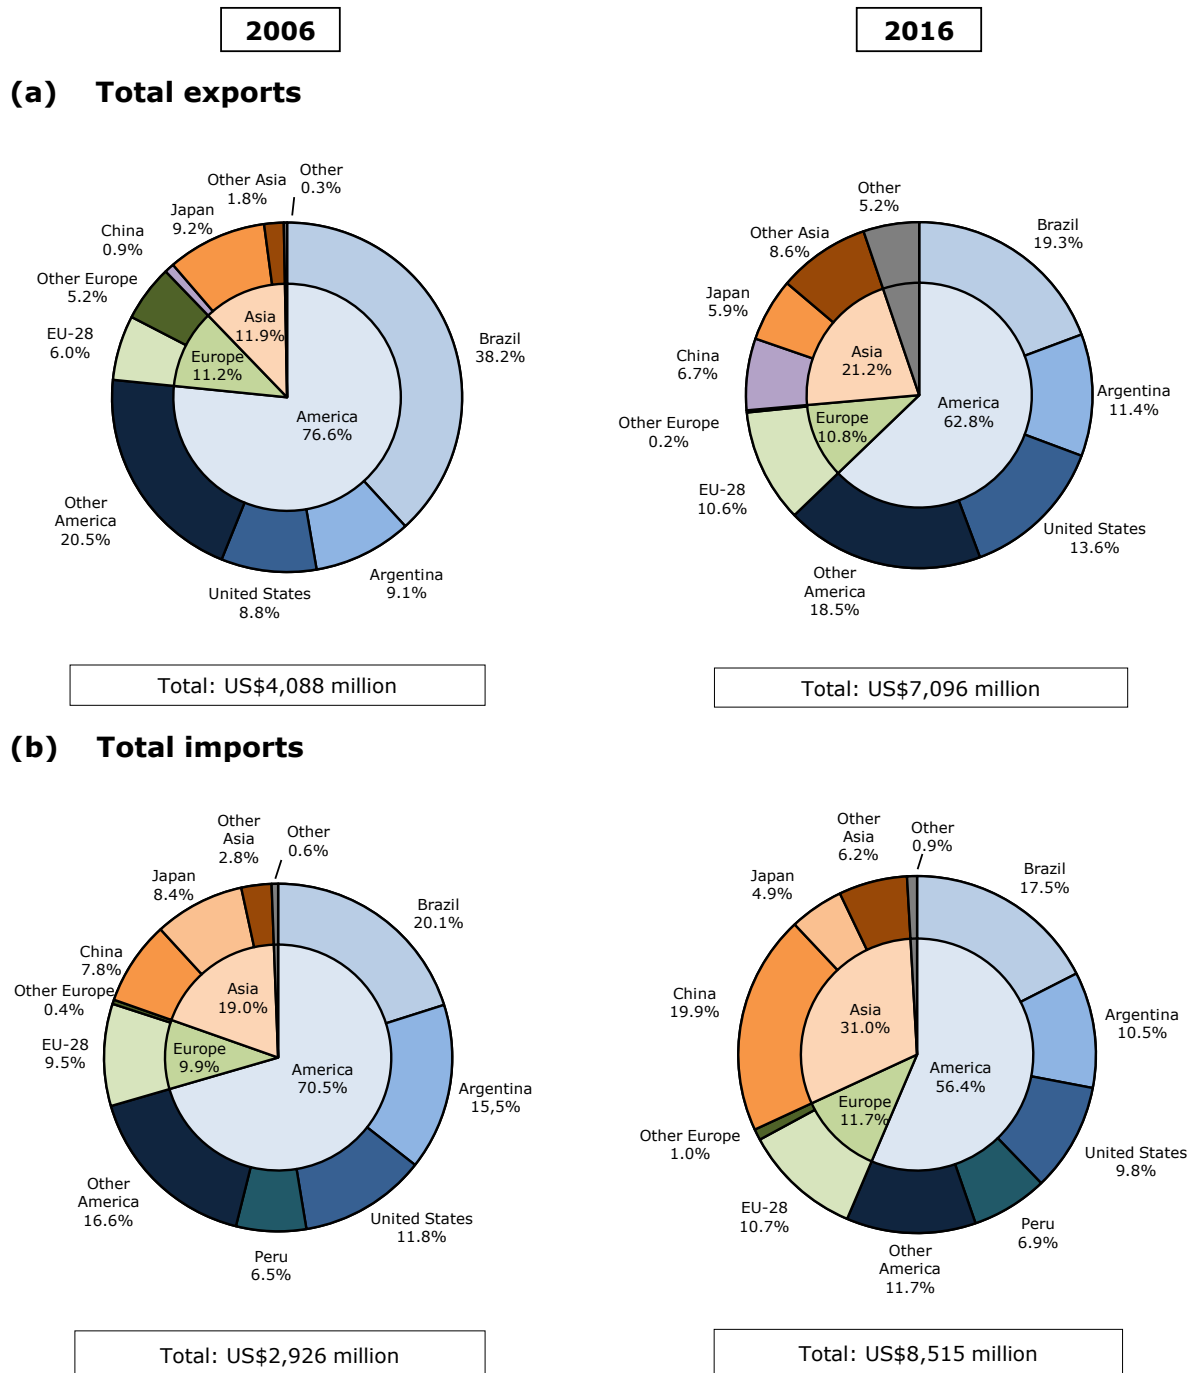 2006
2016
(a) Total exports
Other
0.3%
Other Asia
1.8%
Japan
9.2%
China
0.9%
Other Europe
5.2%
EU-28
6.0%
Asia
11.9%
Europe
11.2%
America
76.6%
Brazil
38.2%
Other
America
20.5%
United States
8.8%
Argentina
9.1%
Total: US$4,088 million
Other
5.2%
Other Asia
8.6%
Japan
5.9%
China
6.7%
Other Europe
0.2%
EU-28
10.6%
Asia
21.2%
Europe
10.8%
America
62.8%
Brazil
19.3%
Argentina
11.4%
United States
13.6%
Other
America
18.5%
Total: US$7,096 million
(b) Total imports
Other
Asia
2.8%
Other
0.6%
Japan
8.4%
China
7.8%
Other Europe
0.4%
EU-28
9.5%
Asia
19.0%
Europe
9.9%
America
70.5%
Brazil
20.1%
Argentina
15,5%
United States
11.8%
Peru
6.5%
Other
America
16.6%
Total: US$2,926 million
Other
Asia
6.2%
Other
0.9%
Japan
4.9%
China
19.9%
Other Europe
1.0%
EU-28
10.7%
Asia
31.0%
Europe
11.7%
America
56.4%
Brazil
17.5%
Argentina
10.5%
United States
9.8%
Peru
6.9%
Other
America
11.7%
Total: US$8,515 million